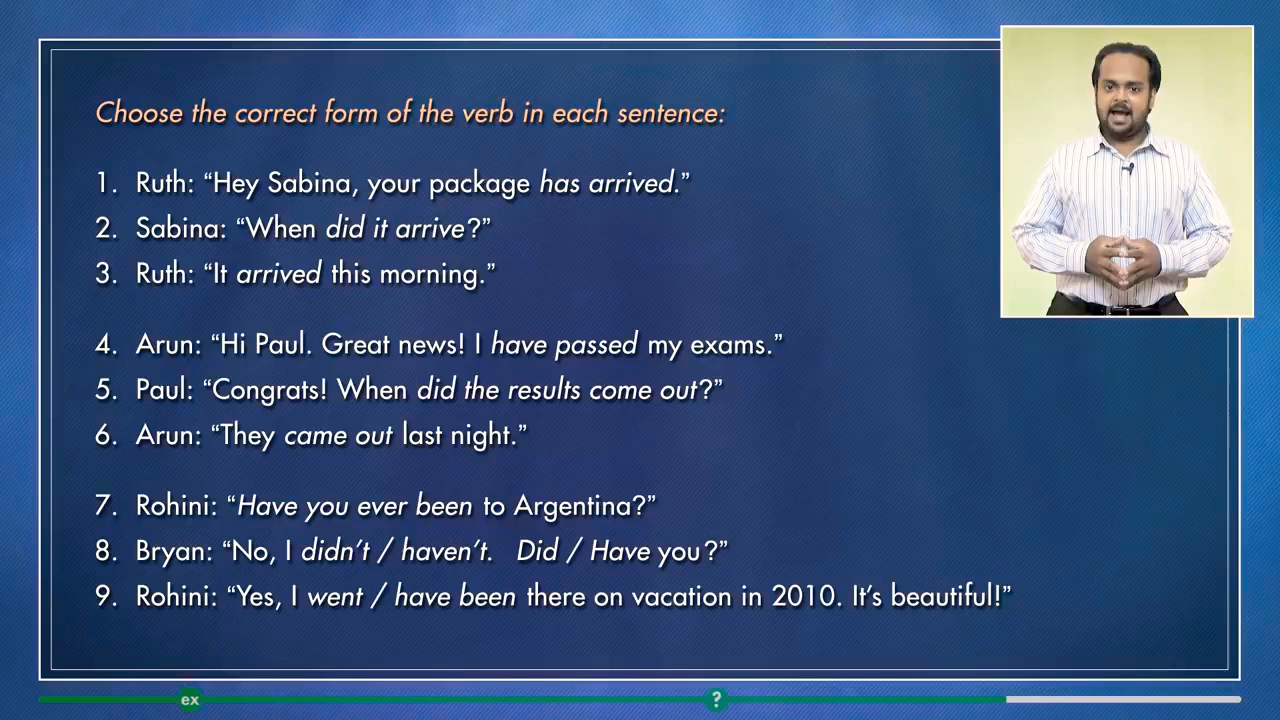 Choose the correct form of the verb in each sentence:
1. Ruth: “Hey Sabina, your package has arrived.”
2. Sabina: “When did it arrive?”
3. Ruth: “It arrived this morning.”
4. Arun: “Hi Paul. Great news! I have passed my exams.”
5. Paul: “Congrats! When did the results come out?”
6. Arun: “They came out last night.”
7. Rohini: “Have you ever been to Argentina?”
8. Bryan: “No, I didn’t / haven’t. Did / Have you?”
9. Rohini: “Yes, I went / have been there on vacation in 2010. It’s beautiful!”
ex ?